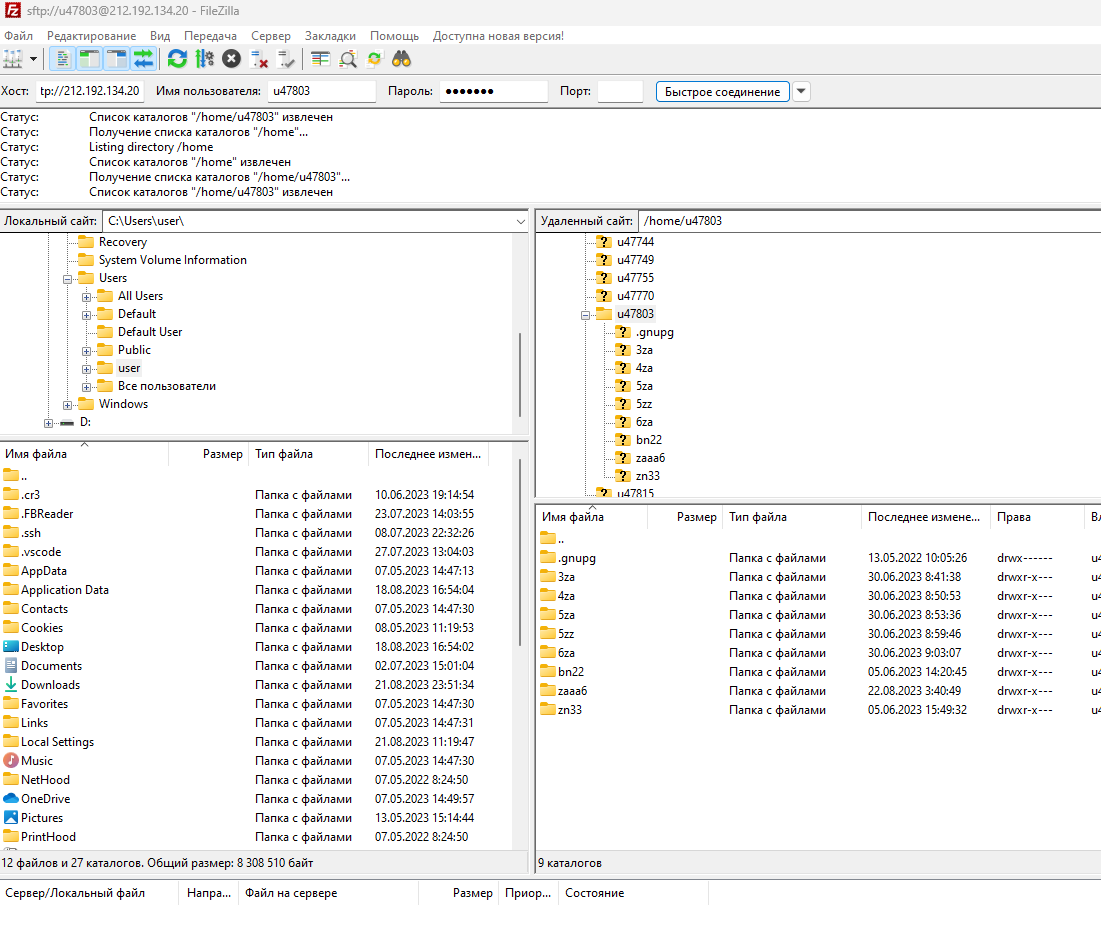 sftp://u47803@212.192.134.20 - FileZilla
Файл Редактирование Вид Передача Сервер Закладки Помощь Доступна новая версия!
Хост: tp://212.192.134.20 Имя пользователя: u47803 Пароль: ●●●●●●● Порт: Быстрое соединение
Статус: Список каталогов "/home/u47803" извлечен
Статус: Получение списка каталогов "/home"...
Статус: Listing directory /home
Статус: Список каталогов "/home" извлечен
Статус: Получение списка каталогов "/home/u47803"...
Статус: Список каталогов "/home/u47803" извлечен
Локальный сайт: C:\Users\user\
Recovery
System Volume Information
Users
All Users
Default
Default User
Public
user
Все пользователи
Windows
D:
Имя файла Размер Тип файла Последнее измен...
..
.cr3 Папка с файлами 10.06.2023 19:14:54
.FBReader Папка с файлами 23.07.2023 14:03:55
.ssh Папка с файлами 08.07.2023 22:32:26
.vscode Папка с файлами 27.07.2023 13:04:03
AppData Папка с файлами 07.05.2023 14:47:13
Application Data Папка с файлами 18.08.2023 16:54:04
Contacts Папка с файлами 07.05.2023 14:47:30
Cookies Папка с файлами 08.05.2023 11:19:53
Desktop Папка с файлами 18.08.2023 16:54:02
Documents Папка с файлами 02.07.2023 15:01:04
Downloads Папка с файлами 21.08.2023 23:51:34
Favorites Папка с файлами 07.05.2023 14:47:30
Links Папка с файлами 07.05.2023 14:47:31
Local Settings Папка с файлами 21.08.2023 11:19:47
Music Папка с файлами 07.05.2023 14:47:30
NetHood Папка с файлами 07.05.2022 8:24:50
OneDrive Папка с файлами 07.05.2023 14:49:57
Pictures Папка с файлами 13.05.2023 15:14:44
PrintHood Папка с файлами 07.05.2022 8:24:50
12 файлов и 27 каталогов. Общий размер: 8 308 510 байт
Удаленный сайт: /home/u47803
u47744
u47749
u47755
u47770
u47803
.gnupg
3za
4za
5za
5zz
6za
bn22
zaaa6
zn33
u47815
Имя файла Размер Тип файла Последнее измене... Права Вл
..
.gnupg Папка с файлами 13.05.2022 10:05:26 drwx------ u4
3za Папка с файлами 30.06.2023 8:41:38 drwxr-x--- u4
4za Папка с файлами 30.06.2023 8:50:53 drwxr-x--- u4
5za Папка с файлами 30.06.2023 8:53:36 drwxr-x--- u4
5zz Папка с файлами 30.06.2023 8:59:46 drwxr-x--- u4
6za Папка с файлами 30.06.2023 9:03:07 drwxr-x--- u4
bn22 Папка с файлами 05.06.2023 14:20:45 drwxr-x--- u4
zaaa6 Папка с файлами 22.08.2023 3:40:49 drwxr-x--- u4
zn33 Папка с файлами 05.06.2023 15:49:32 drwxr-x--- u4
9 каталогов
Сервер/Локальный файл Напра... Файл на сервере Размер Приор... Состояние